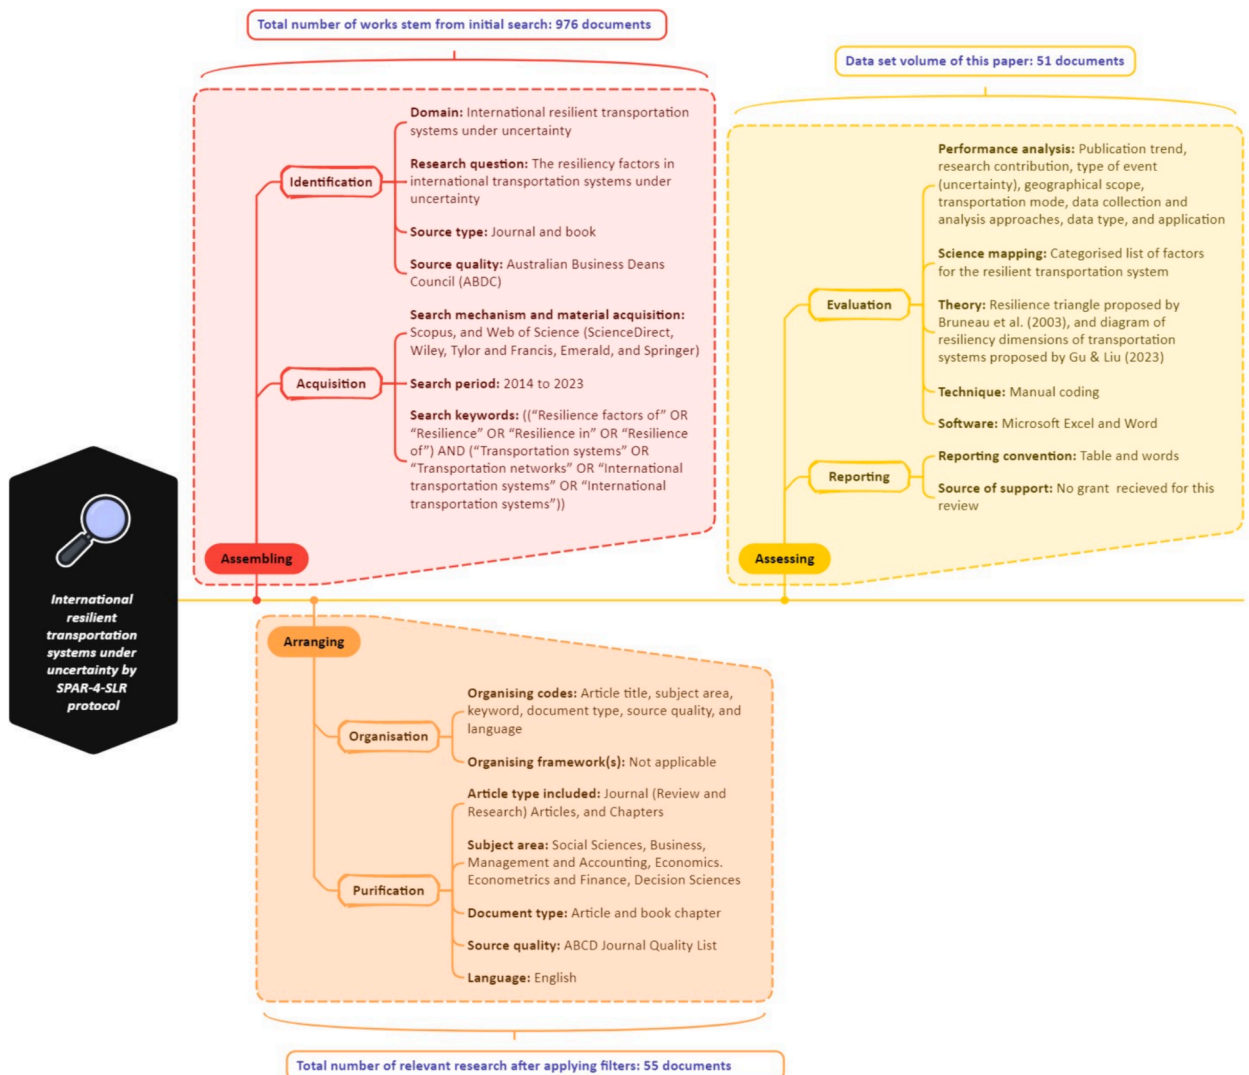 Total number of works stem from initial search: 976 documents
Domain: International resilient transportation
systems under uncertainty
Identification
Research question: The resiliency factors in
international transportation systems under
uncertainty
Source type: Journal and book
Source quality: Australian Business Deans
Council (ABDC)
Acquisition
Search mechanism and material acquisition:
Scopus, and Web of Science (ScienceDirect,
Wiley, Tylor and Francis, Emerald, and Springer)
Search period: 2014 to 2023
Search keywords: ((“Resilience factors of” OR
“Resilience” OR “Resilience in” OR “Resilience
of”) AND (“Transportation systems” OR
“Transportation networks” OR “International
transportation systems” OR “International
transportation systems”))
Assembling
Data set volume of this paper: 51 documents
Performance analysis: Publication trend,
research contribution, type of event
(uncertainty), geographical scope,
transportation mode, data collection and
analysis approaches, data type, and application
Science mapping: Categorised list of factors
for the resilient transportation system
Evaluation
Theory: Resilience triangle proposed by
Bruneau et al. (2003), and diagram of
resiliency dimensions of transportation
systems proposed by Gu & Liu (2023)
Technique: Manual coding
Software: Microsoft Excel and Word
Reporting
Reporting convention: Table and words
Source of support: No grant recieved for this
review
Assessing
International
resilient
transportation
systems under
uncertainty by
SPAR-4-SLR
protocol
Arranging
Organisation
Organising codes: Article title, subject area,
keyword, document type, source quality, and
language
Organising framework(s): Not applicable
Purification
Article type included: Journal (Review and
Research) Articles, and Chapters
Subject area: Social Sciences, Business,
Management and Accounting, Economics.
Econometrics and Finance, Decision Sciences
Document type: Article and book chapter
Source quality: ABCD Journal Quality List
Language: English
Total number of relevant research after applying filters: 55 documents